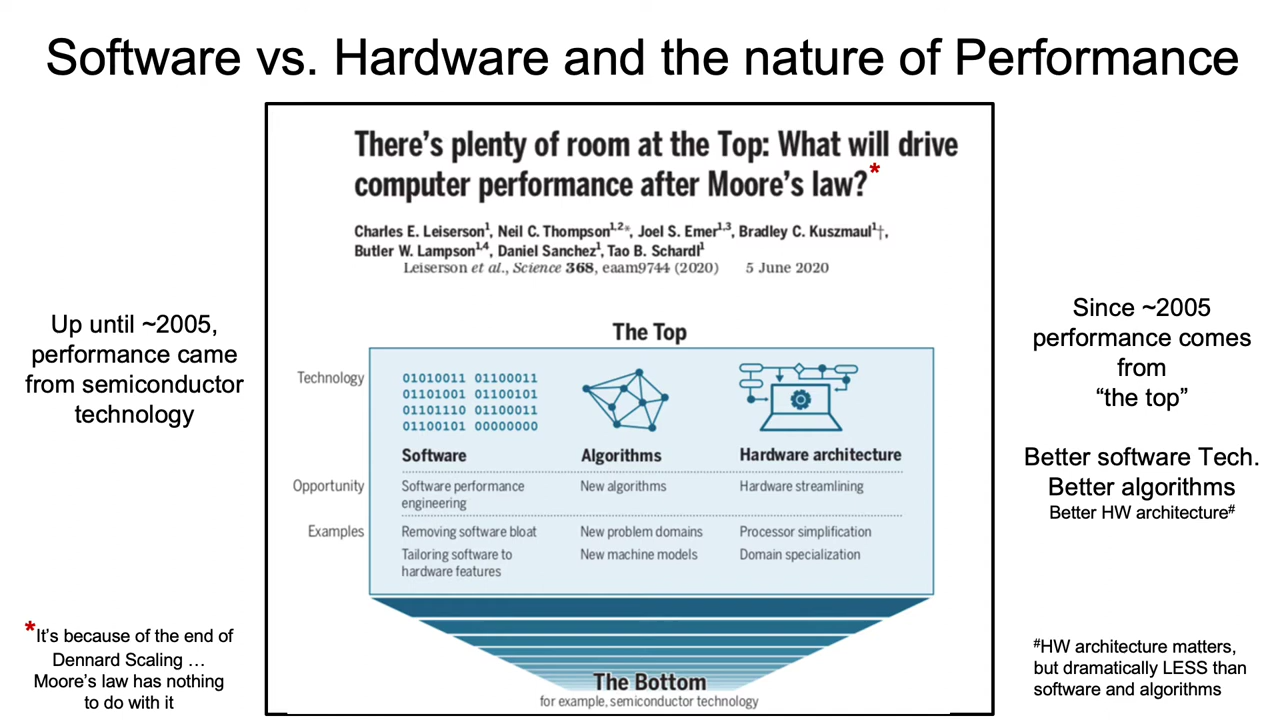 Software vs. Hardware and the nature of Performance
There's plenty of room at the Top: What will drive
computer performance after Moore's law?*
Charles E. Leiserson¹, Neil C. Thompson¹,²*, Joel S. Emer¹,³, Bradley C. Kuszmaul¹†,
Butler W. Lampson¹,⁴, Daniel Sanchez¹, Tao B. Schardl¹
Leiserson et al., Science 368, eaam9744 (2020) 5 June 2020
Up until ~2005,
performance came
from semiconductor
technology
*It's because of the end of
Dennard Scaling …
Moore's law has nothing
to do with it
The Top
Technology
01010011 01100011
01101001 01100101
01101110 01100011
01100101 00000000
Software Algorithms Hardware architecture
Opportunity Software performance New algorithms Hardware streamlining
engineering
Examples Removing software bloat New problem domains Processor simplification
Tailoring software to New machine models Domain specialization
hardware features
The Bottom
for example, semiconductor technology
Since ~2005
performance comes
from
“the top”
Better software Tech.
Better algorithms
Better HW architecture#
#HW architecture matters,
but dramatically LESS than
software and algorithms